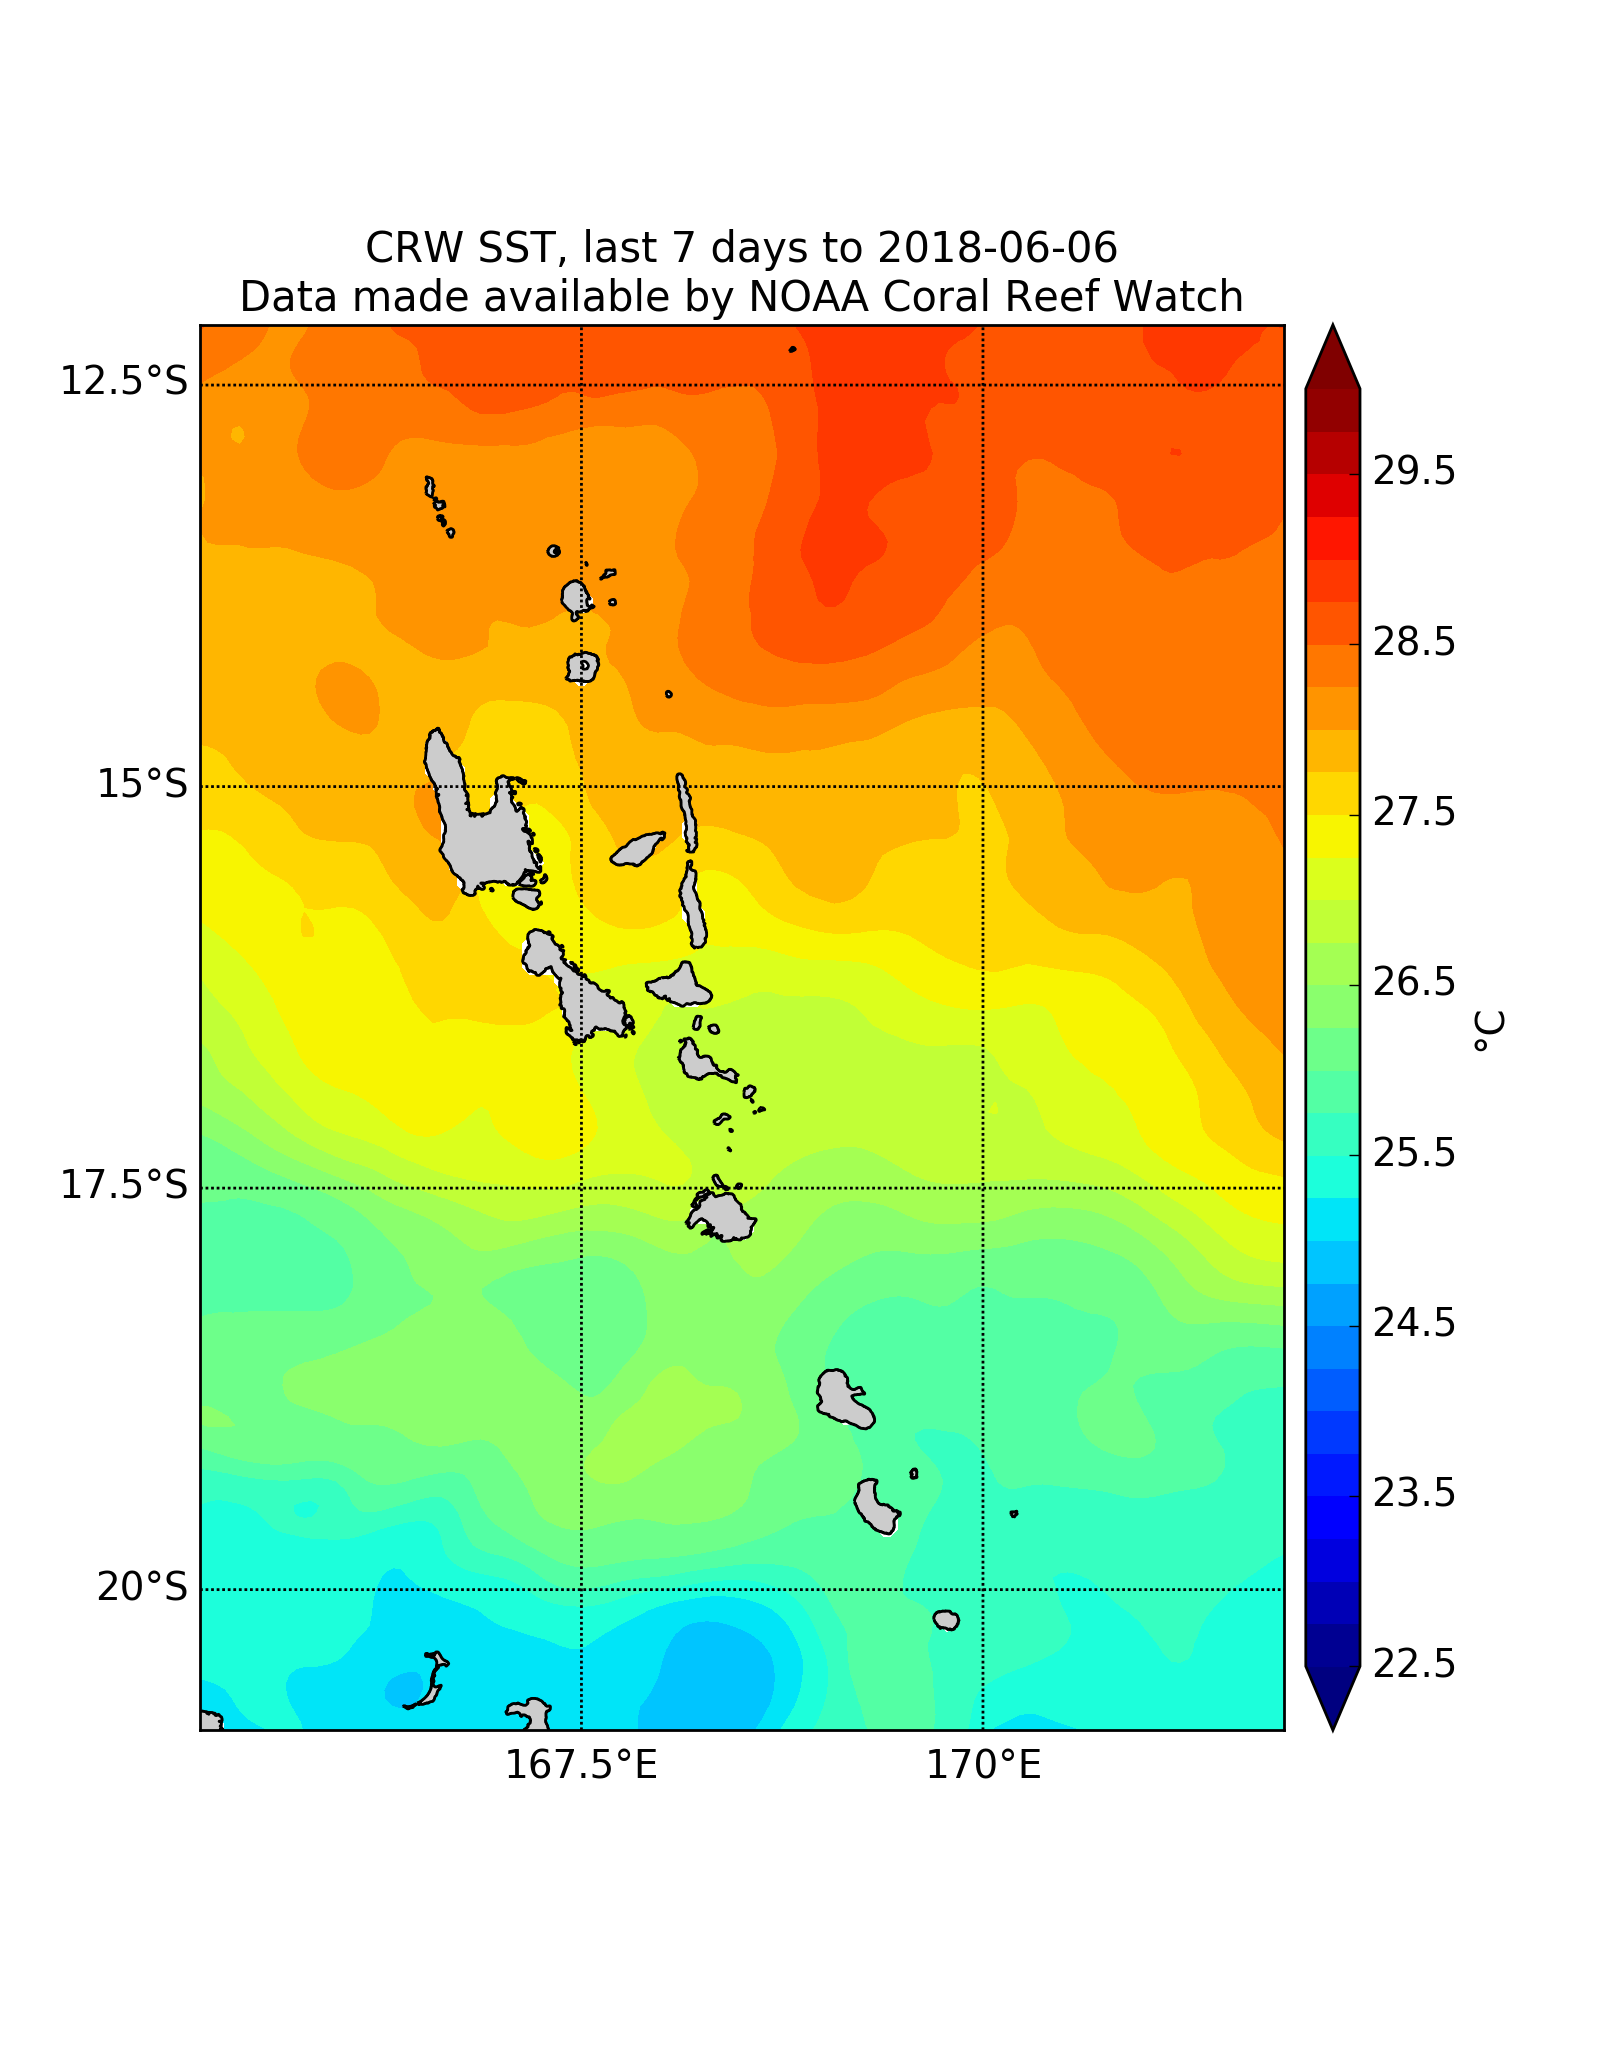 CRW SST, last 7 days to 2018-06-06
Data made available by NOAA Coral Reef Watch
12.5°S
15°S
17.5°S
20°S
167.5°E
170°E
29.5
28.5
27.5
26.5
25.5
24.5
23.5
22.5
°C